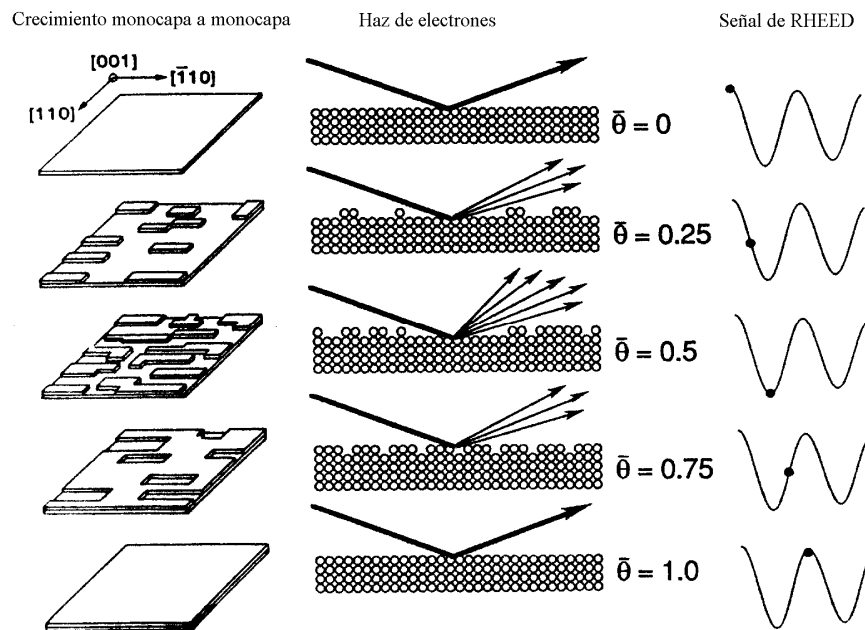 Crecimiento monocapa a monocapa
Haz de electrones
Señal de RHEED
[001]
[1̄10]
[110]
θ̄ = 0
θ̄ = 0.25
θ̄ = 0.5
θ̄ = 0.75
θ̄ = 1.0